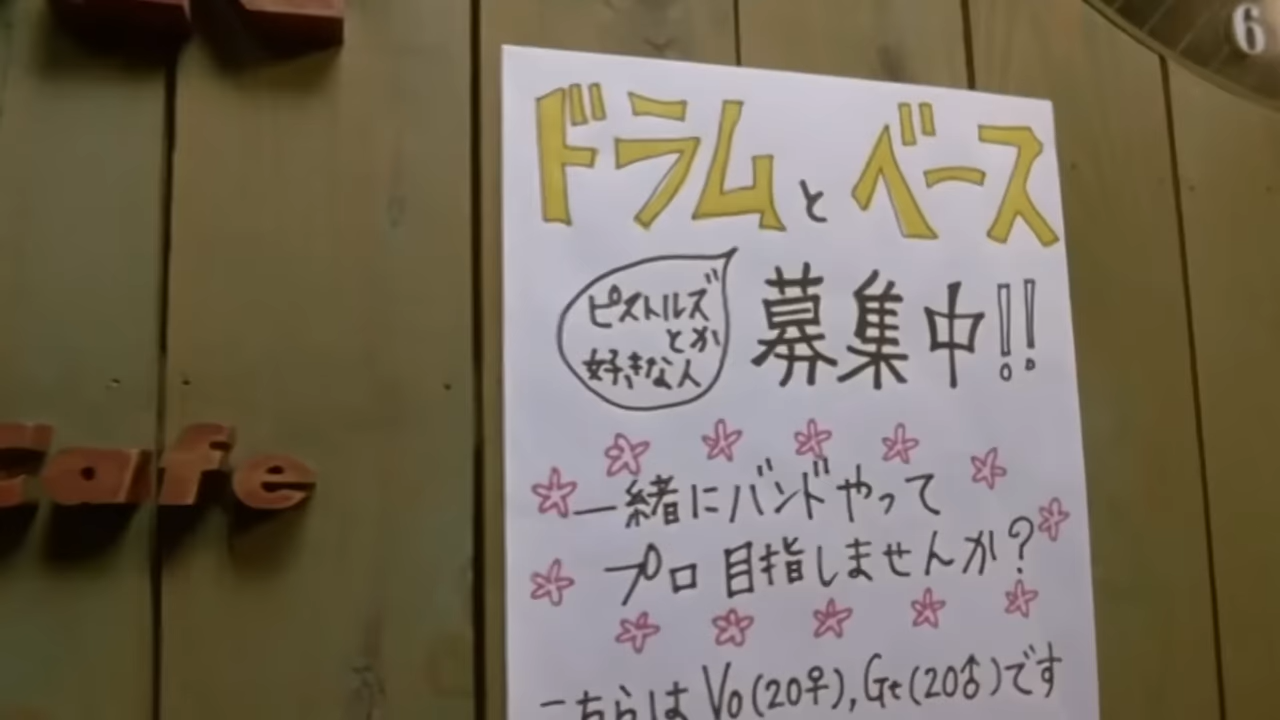 6
ドラムとベース
ピストルズ
とか
好きな人
募集中!!
一緒にバンドやって
プロ目指しませんか?
こちらは Vo(20♀), Gt(20♂)です
Cafe